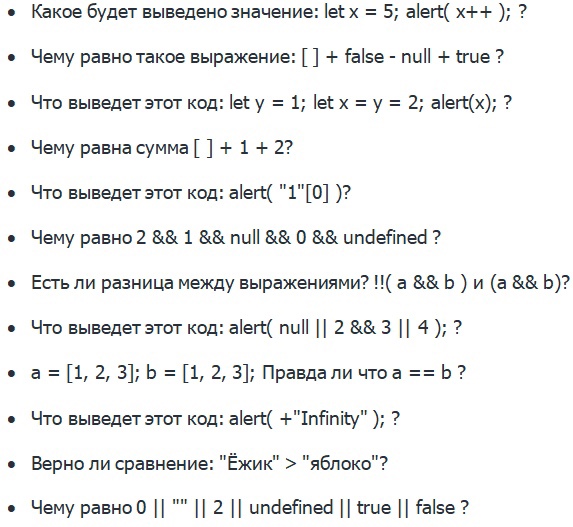 • Какое будет выведено значение: let x = 5; alert( x++ ); ?
• Чему равно такое выражение: [ ] + false - null + true ?
• Что выведет этот код: let y = 1; let x = y = 2; alert(x); ?
• Чему равна сумма [ ] + 1 + 2?
• Что выведет этот код: alert( "1"[0] )?
• Чему равно 2 && 1 && null && 0 && undefined ?
• Есть ли разница между выражениями? !!( a && b ) и (a && b)?
• Что выведет этот код: alert( null || 2 && 3 || 4 ); ?
• a = [1, 2, 3]; b = [1, 2, 3]; Правда ли что a == b ?
• Что выведет этот код: alert( +"Infinity" ); ?
• Верно ли сравнение: "Ёжик" > "яблоко"?
• Чему равно 0 || "" || 2 || undefined || true || false ?